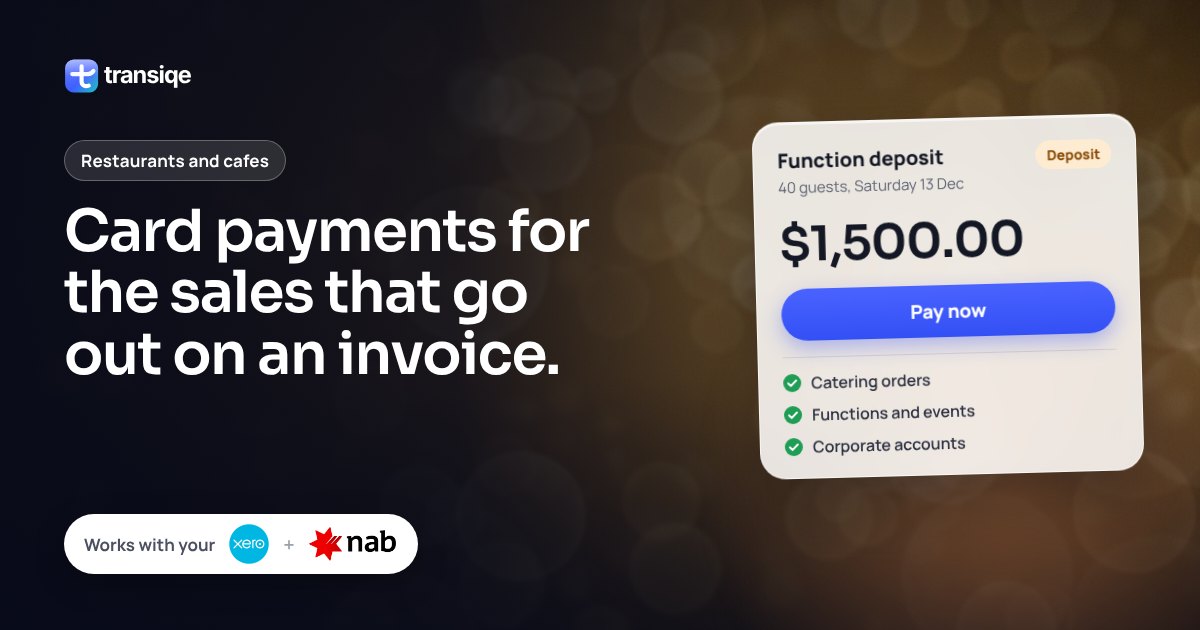 transiqe
Restaurants and cafes
Card payments for
the sales that go
out on an invoice.
Works with your
xero
+
nab
Function deposit
Deposit
40 guests, Saturday 13 Dec
$1,500.00
Pay now
Catering orders
Functions and events
Corporate accounts